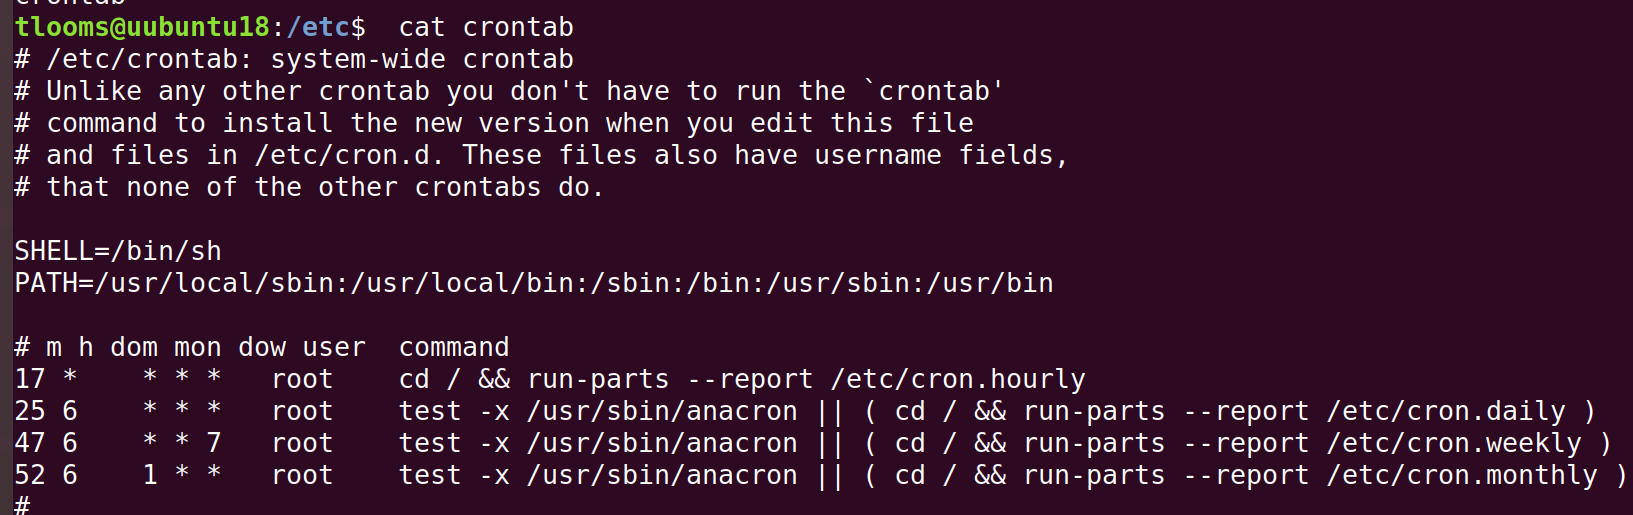 crontab
tlooms@uubuntu18:/etc$  cat crontab
# /etc/crontab: system-wide crontab
# Unlike any other crontab you don't have to run the `crontab'
# command to install the new version when you edit this file
# and files in /etc/cron.d. These files also have username fields,
# that none of the other crontabs do.

SHELL=/bin/sh
PATH=/usr/local/sbin:/usr/local/bin:/sbin:/bin:/usr/sbin:/usr/bin

# m h dom mon dow user  command
17 *    * * *   root    cd / && run-parts --report /etc/cron.hourly
25 6    * * *   root    test -x /usr/sbin/anacron || ( cd / && run-parts --report /etc/cron.daily )
47 6    * * 7   root    test -x /usr/sbin/anacron || ( cd / && run-parts --report /etc/cron.weekly )
52 6    1 * *   root    test -x /usr/sbin/anacron || ( cd / && run-parts --report /etc/cron.monthly )
#